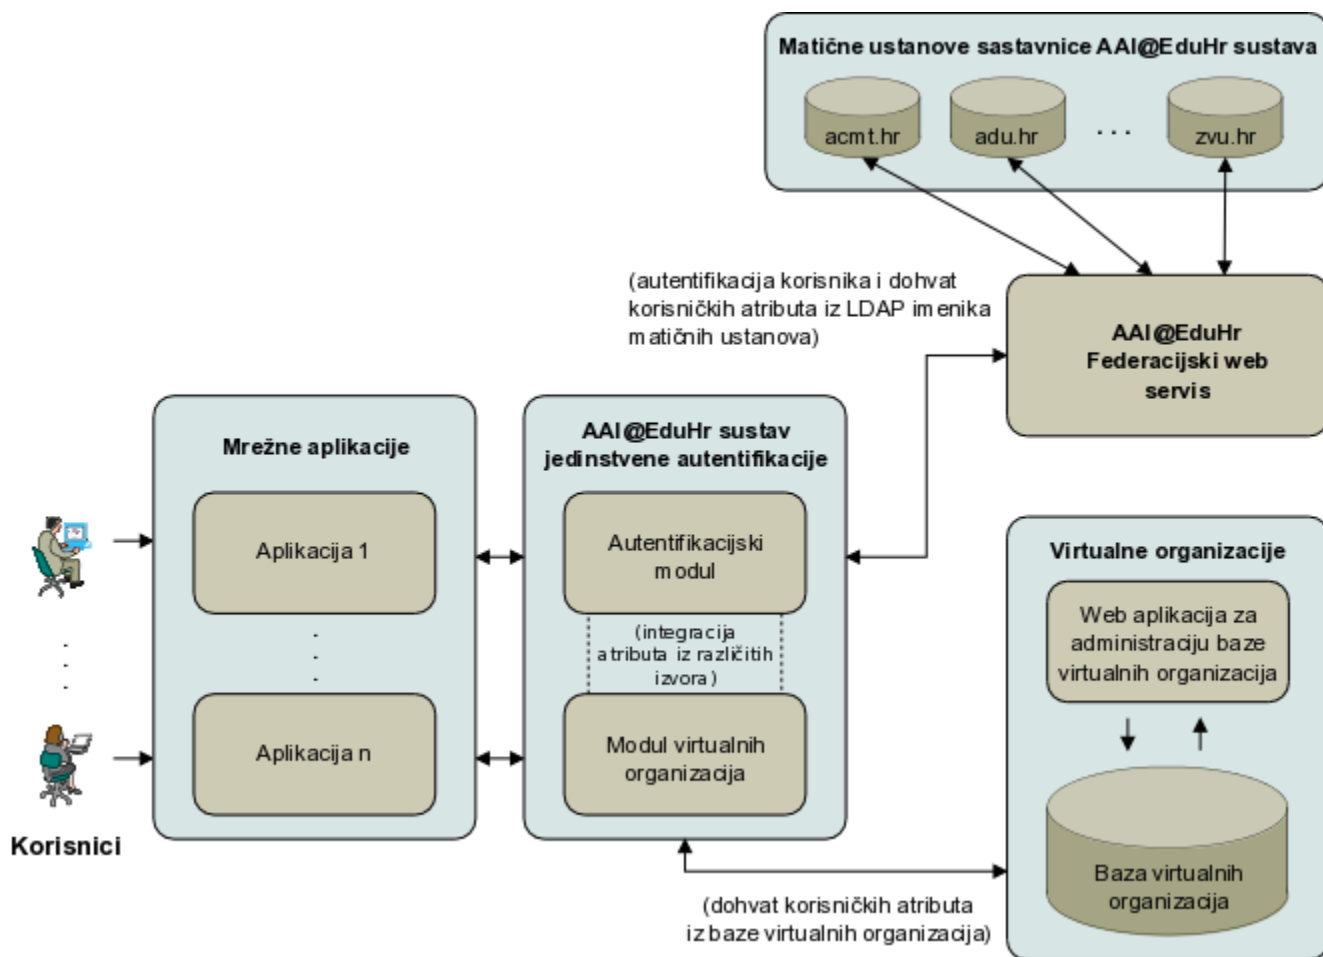 Matične ustanove sastavnice AAI@EduHr sustava
acmt.hr
adu.hr
. . .
zvu.hr
(autentifikacija korisnika i dohvat
korisničkih atributa iz LDAP imenika
matičnih ustanova)
AAI@EduHr
Federacijski web
servis
Mrežne aplikacije
Aplikacija 1
Aplikacija n
AAI@EduHr sustav
jedinstvene autentifikacije
Autentifikacijski
modul
(integracija
atributa iz različitih
izvora)
Modul virtualnih
organizacija
Korisnici
Virtualne organizacije
Web aplikacija za
administraciju baze
virtualnih organizacija
Baza virtualnih
organizacija
(dohvat korisničkih atributa
iz baze virtualnih organizacija)